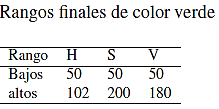 Rangos finales de color verde
Rango H S V
Bajos 50 50 50
altos 102 200 180